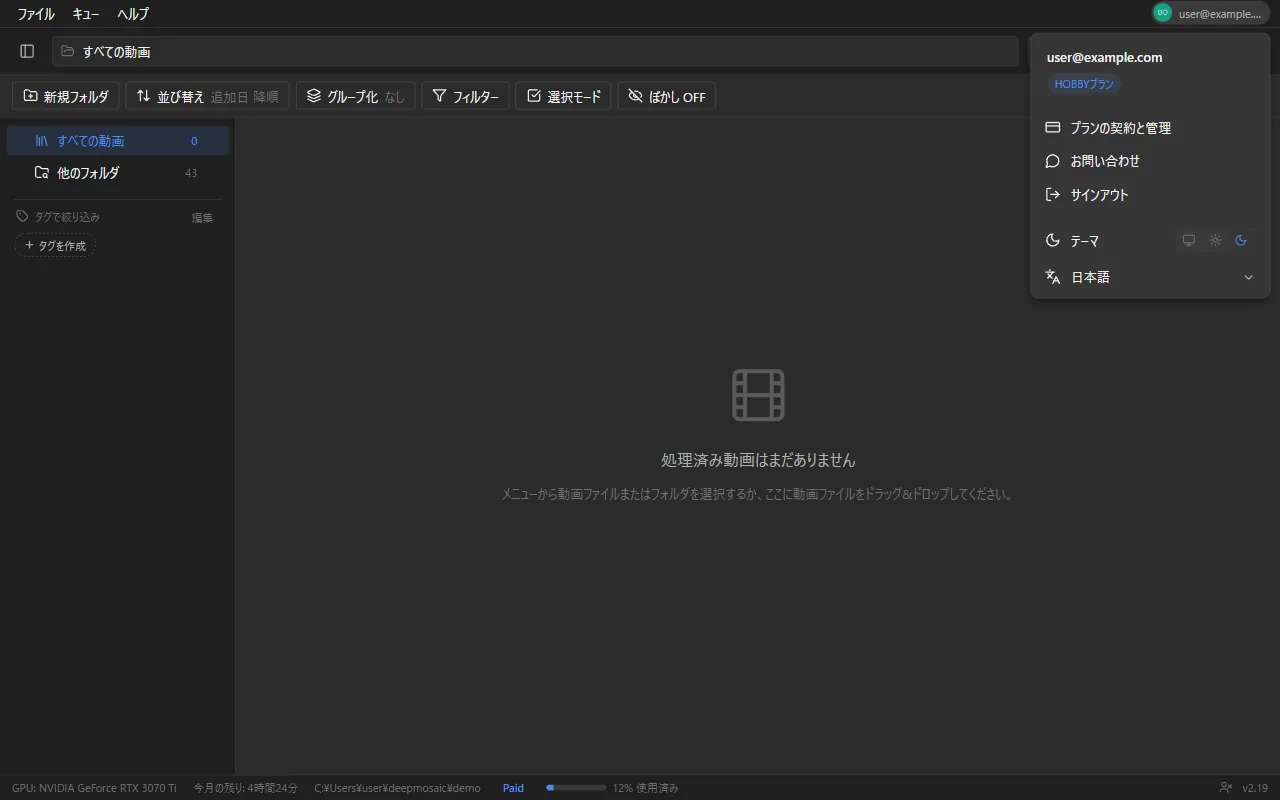 ファイル キュー ヘルプ
BO user@example....
すべての動画
user@example.com
HOBBYプラン
新規フォルダ 並び替え 追加日 降順 グループ化 なし フィルター 選択モード ぼかし OFF
プランの契約と管理
お問い合わせ
サインアウト
テーマ
日本語
すべての動画 0
他のフォルダ 43
タグで絞り込み 編集
+ タグを作成
処理済み動画はまだありません
メニューから動画ファイルまたはフォルダを選択するか、ここに動画ファイルをドラッグ&ドロップしてください。
GPU: NVIDIA GeForce RTX 3070 Ti 今月の残り: 4時間24分 C:¥Users¥user¥deepmosaic¥demo Paid 12% 使用済み v2.19